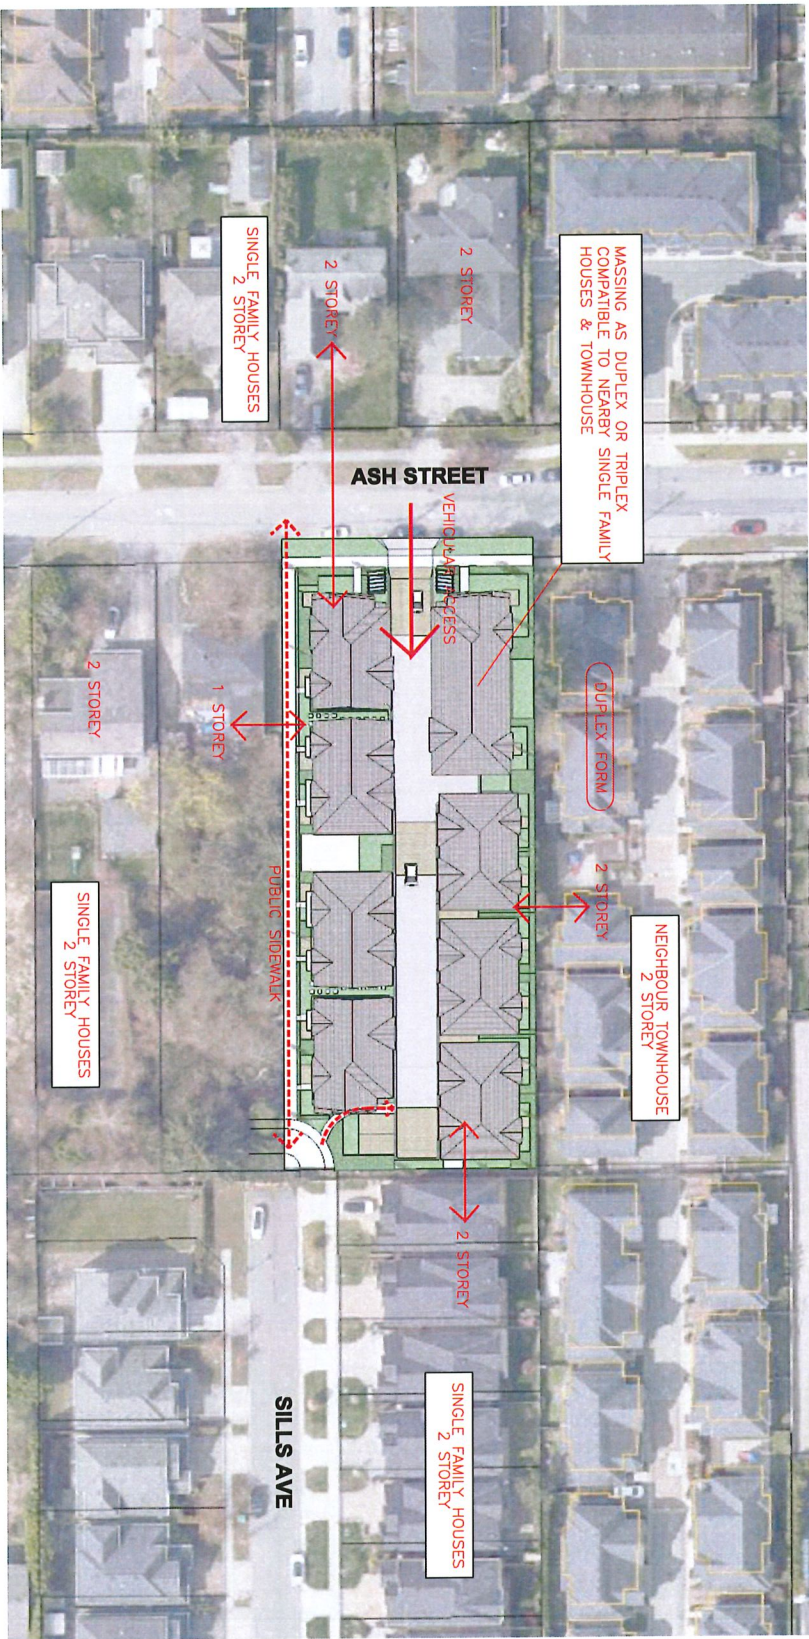 MASSING AS DUPLEX OR TRIPLEX
COMPATIBLE TO NEARBY SINGLE FAMILY
HOUSES & TOWNHOUSE
2 STOREY
2 STOREY
SINGLE FAMILY HOUSES
2 STOREY
ASH STREET
VEHICULAR ACCESS
DUPLEX FORM
2 STOREY
NEIGHBOUR TOWNHOUSE
2 STOREY
1 STOREY
2 STOREY
PUBLIC SIDEWALK
SINGLE FAMILY HOUSES
2 STOREY
2 STOREY
SINGLE FAMILY HOUSES
2 STOREY
SILLS AVE